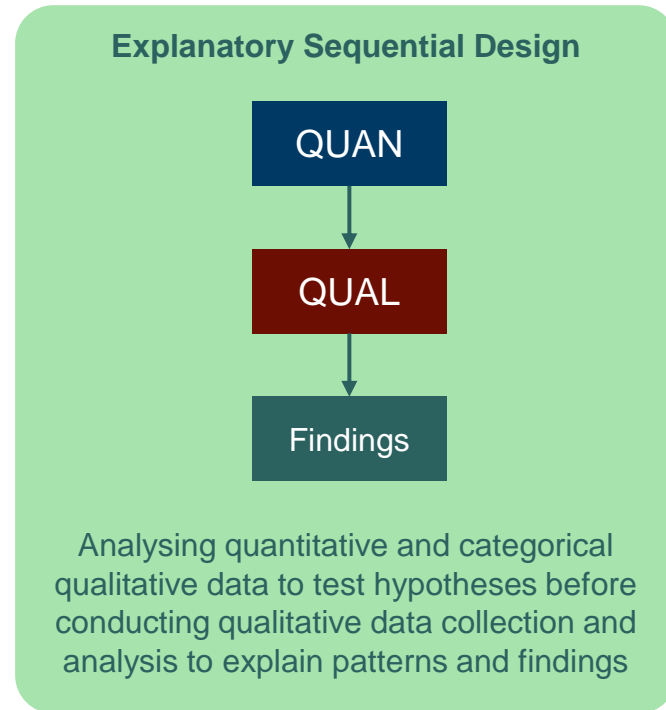 Explanatory Sequential Design
QUAN
QUAL
Findings
Analysing quantitative and categorical
qualitative data to test hypotheses before
conducting qualitative data collection and
analysis to explain patterns and findings